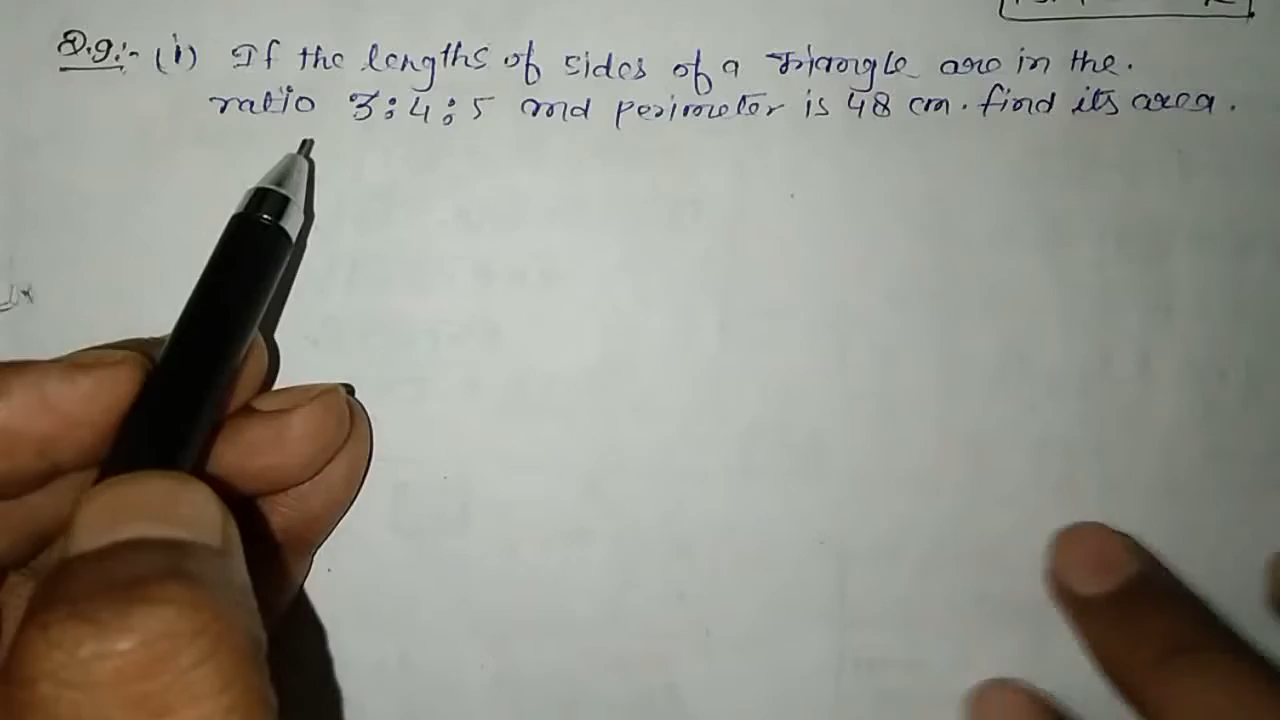 Q.9:- (i) If the lengths of sides of a triangle are in the.
ratio 3:4:5 and perimeter is 48 cm. find its area.